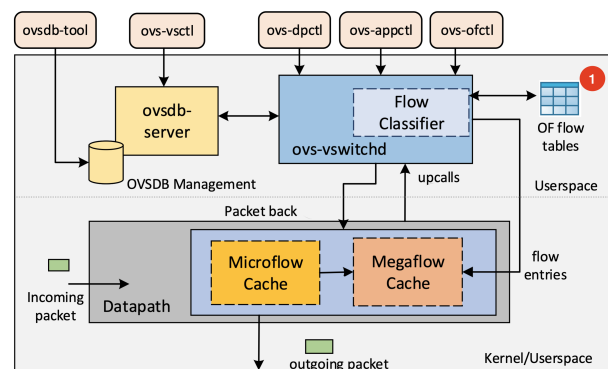 ovsdb-tool
ovs-vsctl
ovs-dpctl
ovs-appctl
ovs-ofctl
ovsdb-
server
Flow
Classifier
ovs-vswitchd
1
OF flow
tables
OVSDB Management
upcalls
Userspace
Packet back
Microflow
Cache
Megaflow
Cache
flow
entries
Incoming
packet
Datapath
outgoing packet
Kernel/Userspace